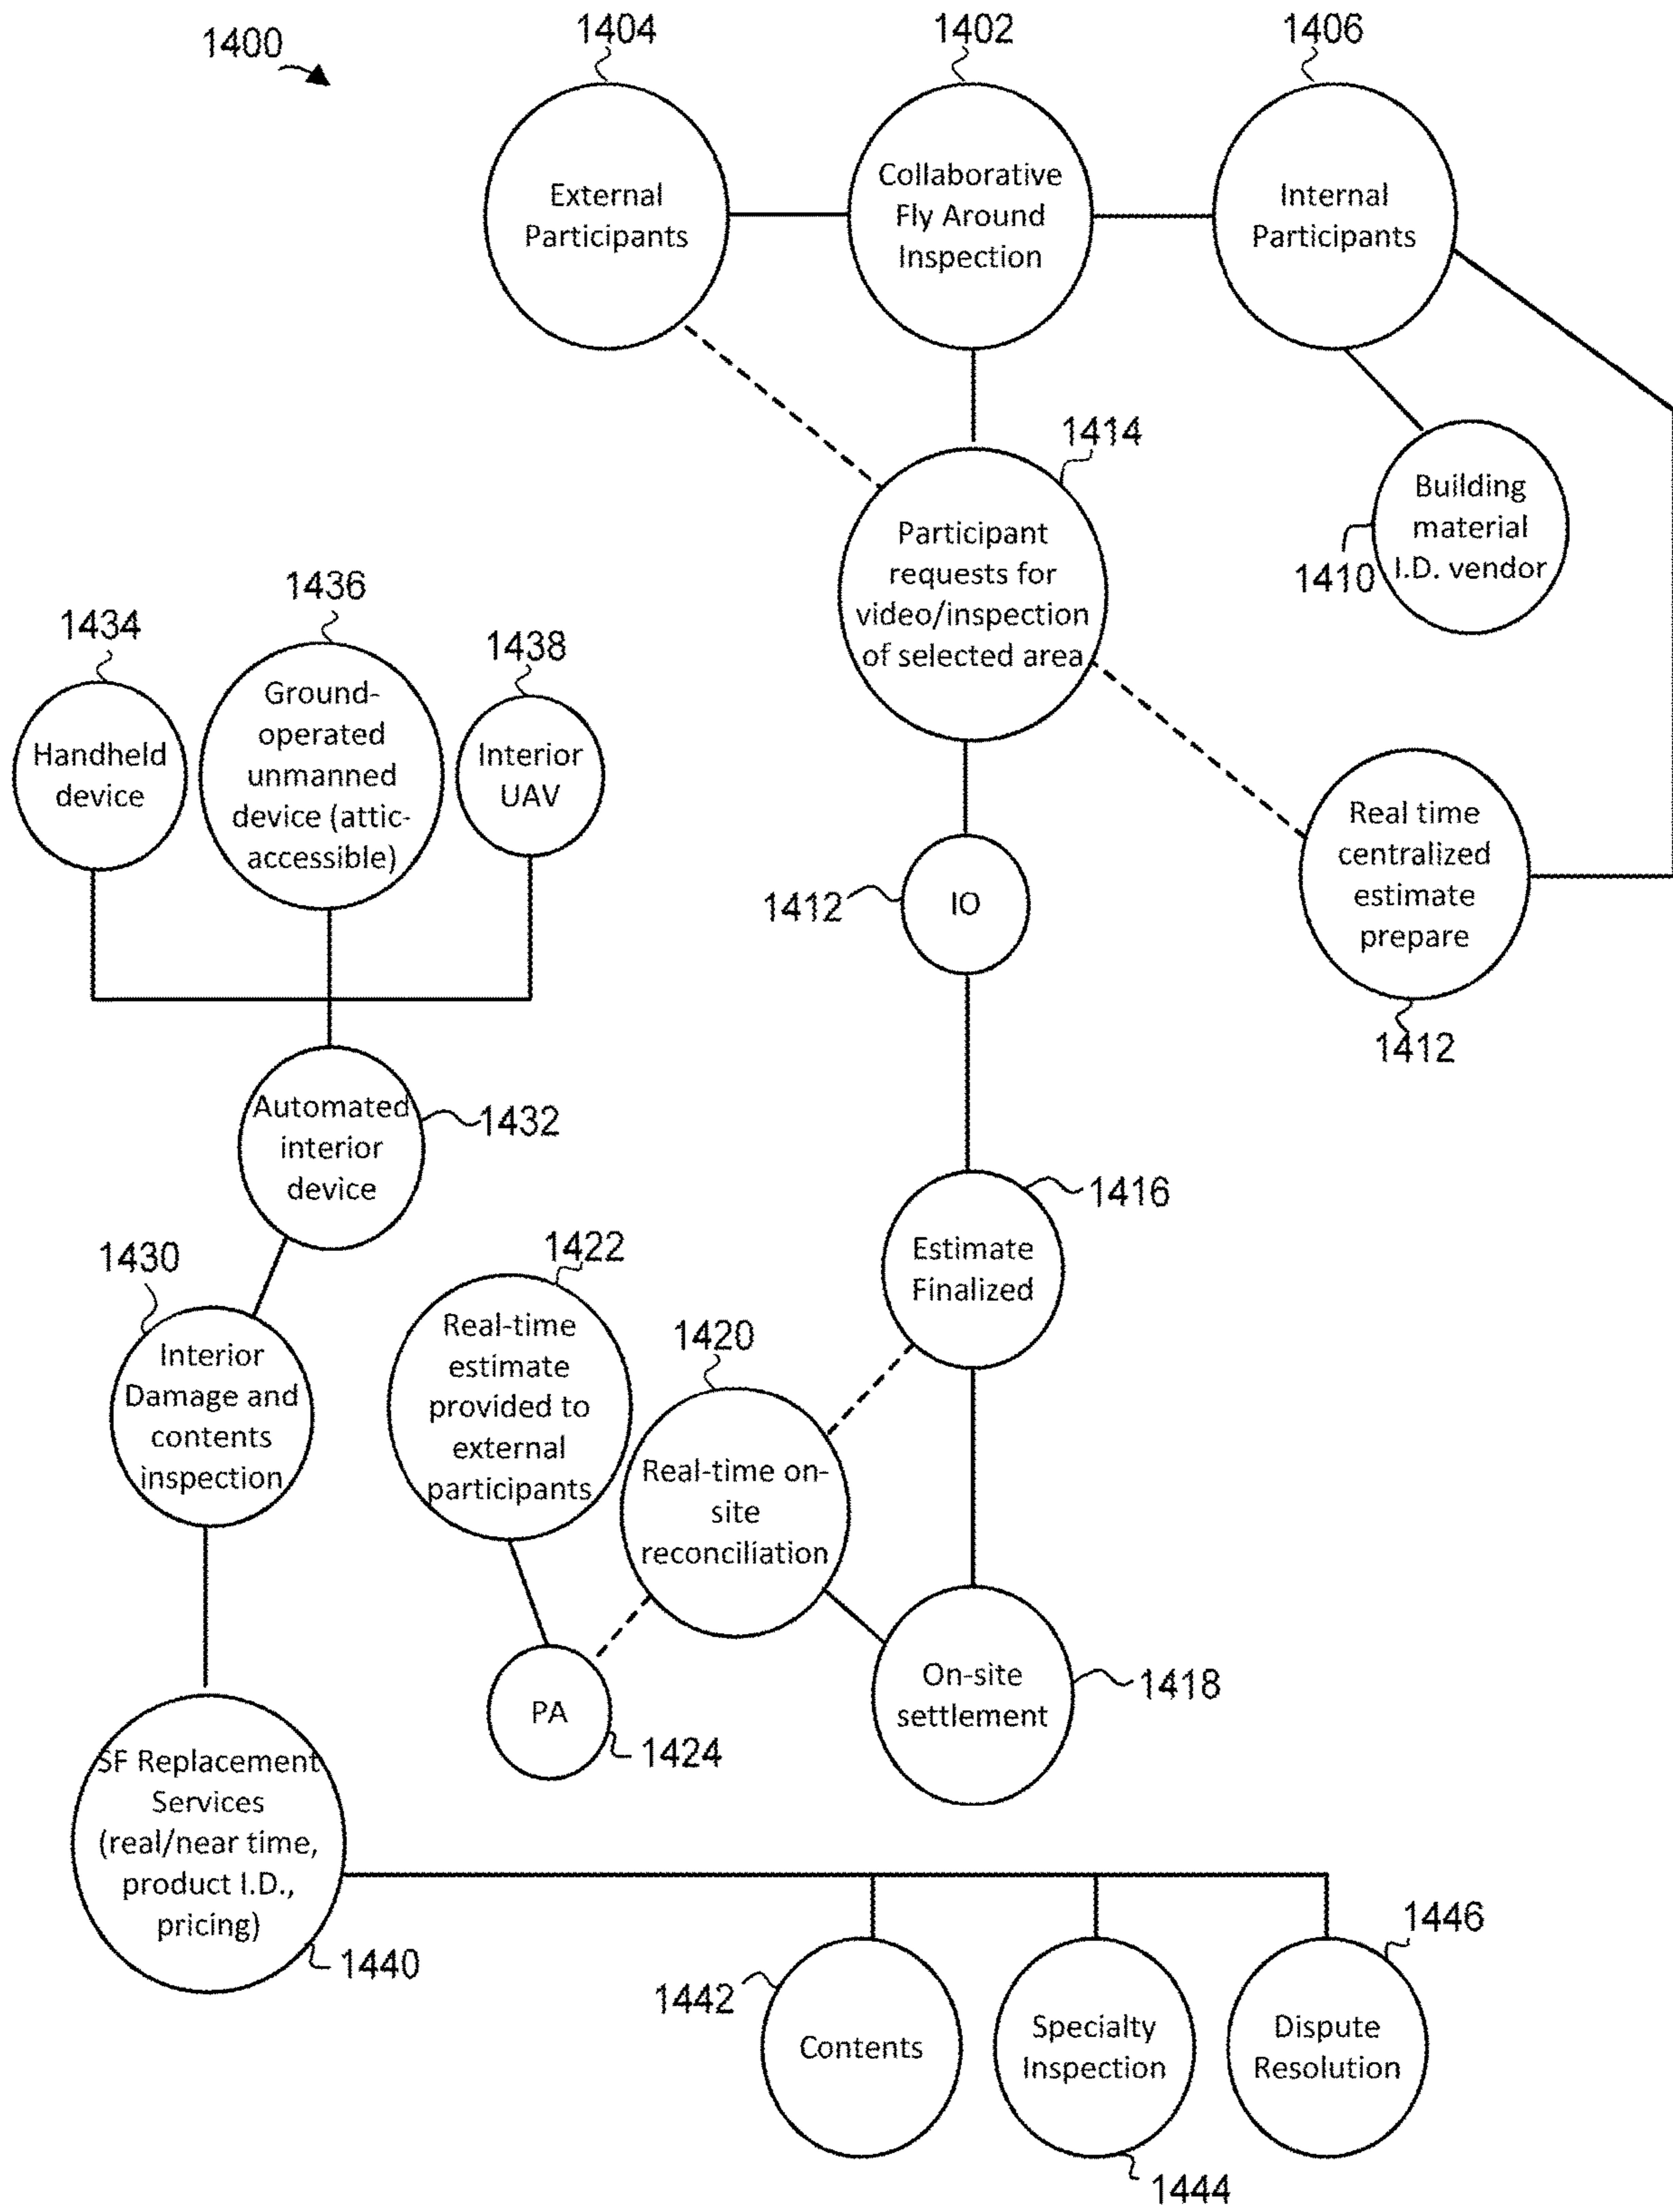 1400
1404
1402
1406
External
Participants
Collaborative
Fly Around
Inspection
Internal
Participants
1414
Participant
requests for
video/inspection
of selected area
Building
material
I.D. vendor
1410
1434
1436
1438
Handheld
device
Ground-
operated
unmanned
device (attic-
accessible)
Interior
UAV
1412
IO
Real time
centralized
estimate
prepare
1412
Automated
interior
device
1432
1416
Estimate
Finalized
1430
Interior
Damage and
contents
inspection
1422
Real-time
estimate
provided to
external
participants
1420
Real-time on-
site
reconciliation
On-site
settlement
1418
PA
1424
SF Replacement
Services
(real/near time,
product I.D.,
pricing)
1440
1442
Contents
Specialty
Inspection
1444
1446
Dispute
Resolution